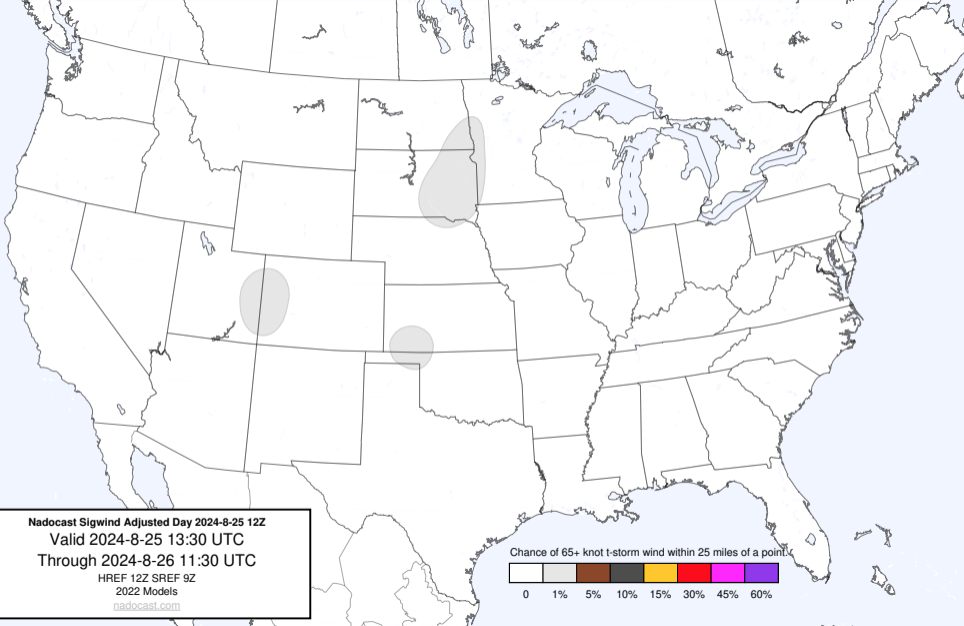 Nadocast Sigwind Adjusted Day 2024-8-25 12Z
Valid 2024-8-25 13:30 UTC
Through 2024-8-26 11:30 UTC
HREF 12Z SREF 9Z
2022 Models
nadocast.com
Chance of 65+ knot t-storm wind within 25 miles of a point.
0 1% 5% 10% 15% 30% 45% 60%